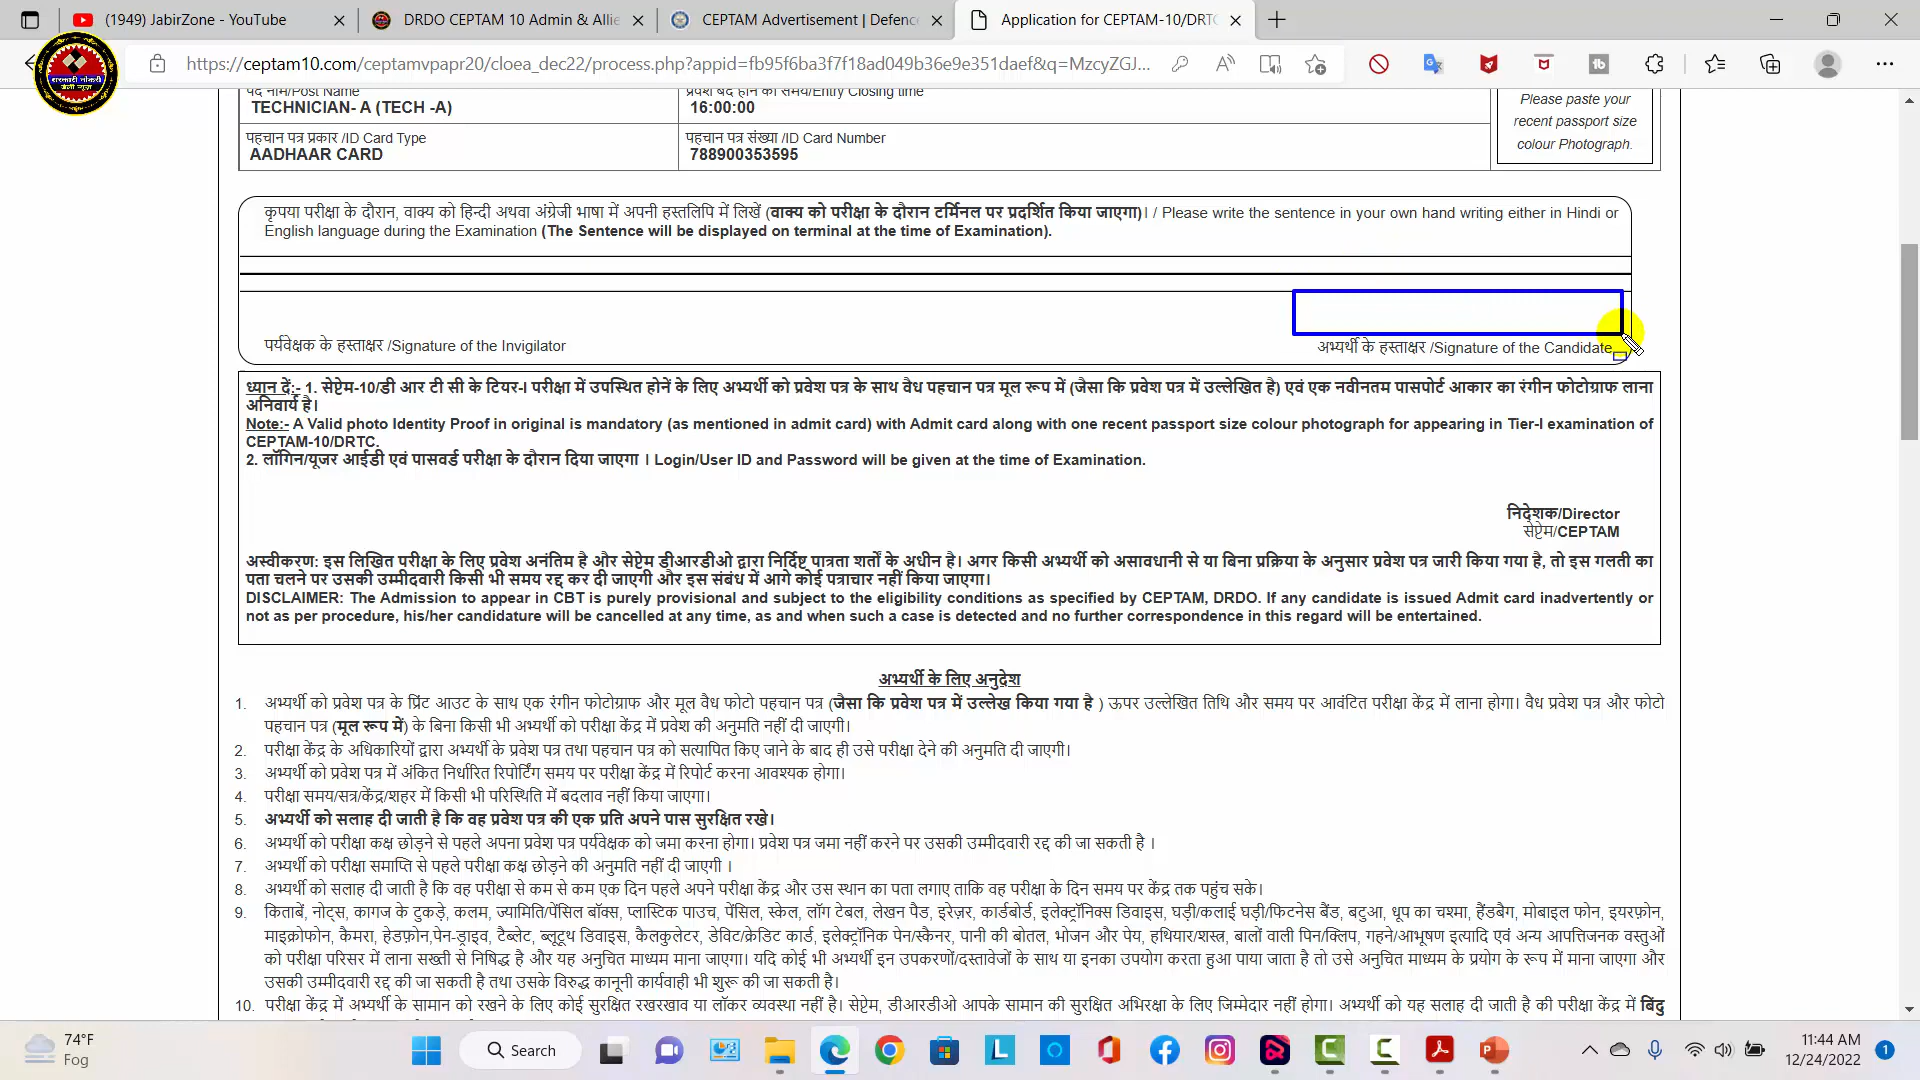 (1949) JabirZone - YouTube
DRDO CEPTAM 10 Admin & Allie
CEPTAM Advertisement | Defence
Application for CEPTAM-10/DRTC
https://ceptam10.com/ceptamvpapr20/cloea_dec22/process.php?appid=fb95f6ba3f7f18ad049b36e9e351daef&q=MzcyZGJ...
सरकारी नौकरी
पद नाम/Post Name
TECHNICIAN- A (TECH -A)
प्रवेश बंद होने का समय/Entry Closing time
16:00:00
Please paste your
recent passport size
colour Photograph.
पहचान पत्र प्रकार /ID Card Type
AADHAAR CARD
पहचान पत्र संख्या /ID Card Number
788900353595
कृपया परीक्षा के दौरान, वाक्य को हिन्दी अथवा अंग्रेजी भाषा में अपनी हस्तलिपि में लिखें (वाक्य को परीक्षा के दौरान टर्मिनल पर प्रदर्शित किया जाएगा)। / Please write the sentence in your own hand writing either in Hindi or
English language during the Examination (The Sentence will be displayed on terminal at the time of Examination).
पर्यवेक्षक के हस्ताक्षर /Signature of the Invigilator
अभ्यर्थी के हस्ताक्षर /Signature of the Candidate
ध्यान दें:- 1. सेप्टेम-10/डी आर टी सी के टियर-I परीक्षा में उपस्थित होनें के लिए अभ्यर्थी को प्रवेश पत्र के साथ वैध पहचान पत्र मूल रूप में (जैसा कि प्रवेश पत्र में उल्लेखित है) एवं एक नवीनतम पासपोर्ट आकार का रंगीन फोटोग्राफ लाना
अनिवार्य है।
Note:- A Valid photo Identity Proof in original is mandatory (as mentioned in admit card) with Admit card along with one recent passport size colour photograph for appearing in Tier-I examination of
CEPTAM-10/DRTC.
2. लॉगिन/यूजर आईडी एवं पासवर्ड परीक्षा के दौरान दिया जाएगा । Login/User ID and Password will be given at the time of Examination.
निदेशक/Director
सेप्टेम/CEPTAM
अस्वीकरण: इस लिखित परीक्षा के लिए प्रवेश अनंतिम है और सेप्टेम डीआरडीओ द्वारा निर्दिष्ट पात्रता शर्तों के अधीन है। अगर किसी अभ्यर्थी को असावधानी से या बिना प्रक्रिया के अनुसार प्रवेश पत्र जारी किया गया है, तो इस गलती का
पता चलने पर उसकी उम्मीदवारी किसी भी समय रद्द कर दी जाएगी और इस संबंध में आगे कोई पत्राचार नहीं किया जाएगा।
DISCLAIMER: The Admission to appear in CBT is purely provisional and subject to the eligibility conditions as specified by CEPTAM, DRDO. If any candidate is issued Admit card inadvertently or
not as per procedure, his/her candidature will be cancelled at any time, as and when such a case is detected and no further correspondence in this regard will be entertained.
अभ्यर्थी के लिए अनुदेश
1. अभ्यर्थी को प्रवेश पत्र के प्रिंट आउट के साथ एक रंगीन फोटोग्राफ और मूल वैध फोटो पहचान पत्र (जैसा कि प्रवेश पत्र में उल्लेख किया गया है ) ऊपर उल्लेखित तिथि और समय पर आवंटित परीक्षा केंद्र में लाना होगा। वैध प्रवेश पत्र और फोटो
पहचान पत्र (मूल रूप में) के बिना किसी भी अभ्यर्थी को परीक्षा केंद्र में प्रवेश की अनुमति नहीं दी जाएगी।
2. परीक्षा केंद्र के अधिकारियों द्वारा अभ्यर्थी के प्रवेश पत्र तथा पहचान पत्र को सत्यापित किए जाने के बाद ही उसे परीक्षा देने की अनुमति दी जाएगी।
3. अभ्यर्थी को प्रवेश पत्र में अंकित निर्धारित रिपोर्टिंग समय पर परीक्षा केंद्र में रिपोर्ट करना आवश्यक होगा।
4. परीक्षा समय/सत्र/केंद्र/शहर में किसी भी परिस्थिति में बदलाव नहीं किया जाएगा।
5. अभ्यर्थी को सलाह दी जाती है कि वह प्रवेश पत्र की एक प्रति अपने पास सुरक्षित रखे।
6. अभ्यर्थी को परीक्षा कक्ष छोड़ने से पहले अपना प्रवेश पत्र पर्यवेक्षक को जमा करना होगा। प्रवेश पत्र जमा नहीं करने पर उसकी उम्मीदवारी रद्द की जा सकती है ।
7. अभ्यर्थी को परीक्षा समाप्ति से पहले परीक्षा कक्ष छोड़ने की अनुमति नहीं दी जाएगी ।
8. अभ्यर्थी को सलाह दी जाती है कि वह परीक्षा से कम से कम एक दिन पहले अपने परीक्षा केंद्र और उस स्थान का पता लगाए ताकि वह परीक्षा के दिन समय पर केंद्र तक पहुंच सके।
9. किताबें, नोट्स, कागज के टुकड़े, कलम, ज्यामिति/पेंसिल बॉक्स, प्लास्टिक पाउच, पेंसिल, स्केल, लॉग टेबल, लेखन पैड, इरेज़र, कार्डबोर्ड, इलेक्ट्रॉनिक्स डिवाइस, घड़ी/कलाई घड़ी/फिटनेस बैंड, बटुआ, धूप का चश्मा, हैंडबैग, मोबाइल फोन, इयरफ़ोन,
माइक्रोफोन, कैमरा, हेडफ़ोन,पेन-ड्राइव, टैब्लेट, ब्लूटूथ डिवाइस, कैलकुलेटर, डेविट/क्रेडिट कार्ड, इलेक्ट्रॉनिक पेन/स्कैनर, पानी की बोतल, भोजन और पेय, हथियार/शस्त्र, बालों वाली पिन/क्लिप, गहने/आभूषण इत्यादि एवं अन्य आपत्तिजनक वस्तुओं
को परीक्षा परिसर में लाना सख्ती से निषिद्ध है और यह अनुचित माध्यम माना जाएगा। यदि कोई भी अभ्यर्थी इन उपकरणों/दस्तावेजों के साथ या इनका उपयोग करता हुआ पाया जाता है तो उसे अनुचित माध्यम के प्रयोग के रूप में माना जाएगा और
उसकी उम्मीदवारी रद्द की जा सकती है तथा उसके विरुद्ध कानूनी कार्यवाही भी शुरू की जा सकती है।
10. परीक्षा केंद्र में अभ्यर्थी के सामान को रखने के लिए कोई सुरक्षित रखरखाव या लॉकर व्यवस्था नहीं है। सेप्टेम, डीआरडीओ आपके सामान की सुरक्षित अभिरक्षा के लिए जिम्मेदार नहीं होगा। अभ्यर्थी को यह सलाह दी जाती है की परीक्षा केंद्र में बिंदु
74°F
Fog
Search
11:44 AM
12/24/2022
1